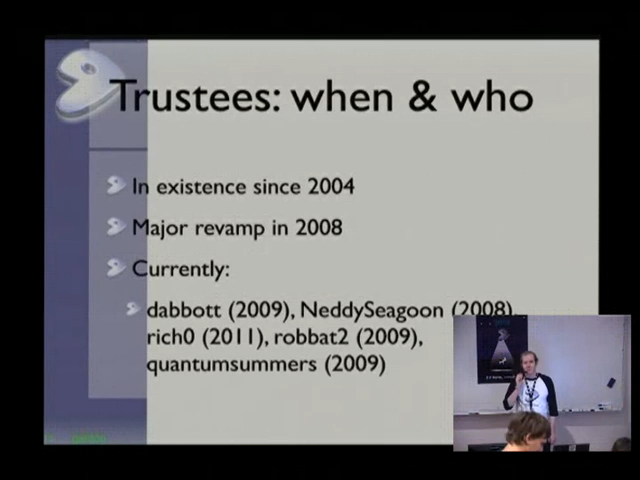 Trustees: when & who
In existence since 2004
Major revamp in 2008
Currently:
dabbott (2009), NeddySeagoon (2008),
rich0 (2011), robbat2 (2009),
quantumsummers (2009)